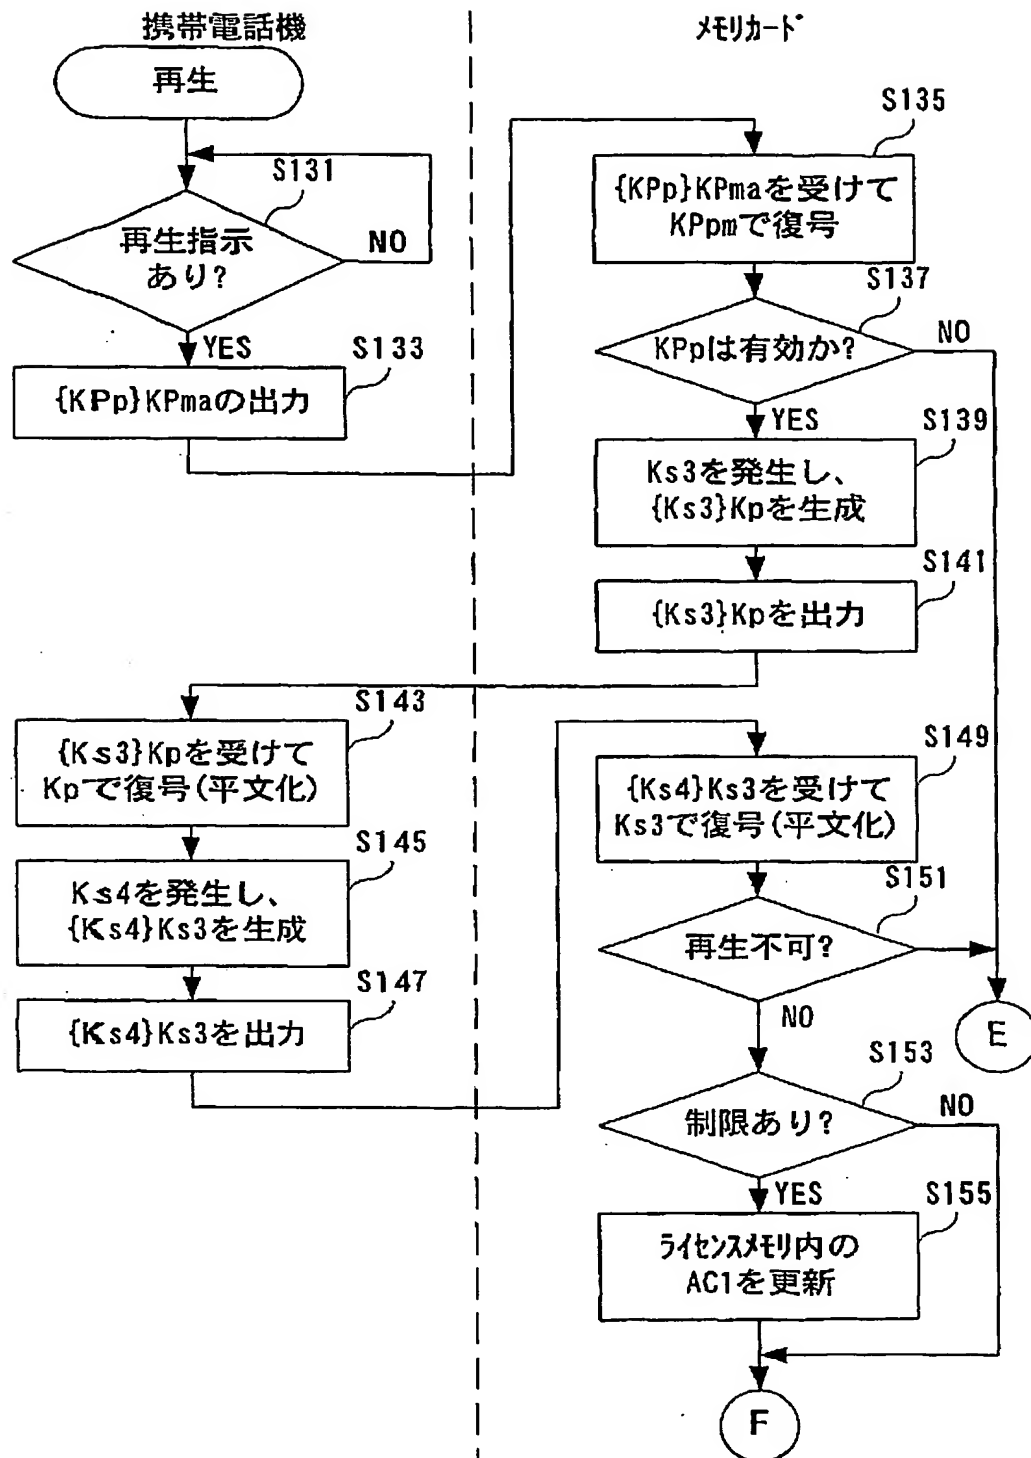 携帯電話機
メモリカード
再生
S131
再生指示
あり?
NO
YES
S133
{KPp}KPmaの出力
S135
{KPp}KPmaを受けて
KPpmで復号
S137
KPpは有効か?
NO
YES
S139
Ks3を発生し、
{Ks3}Kpを生成
S141
{Ks3}Kpを出力
S143
{Ks3}Kpを受けて
Kpで復号(平文化)
S145
Ks4を発生し、
{Ks4}Ks3を生成
S147
{Ks4}Ks3を出力
S149
{Ks4}Ks3を受けて
Ks3で復号(平文化)
S151
再生不可?
NO
E
S153
制限あり?
NO
YES
S155
ライセンスメモリ内の
AC1を更新
F